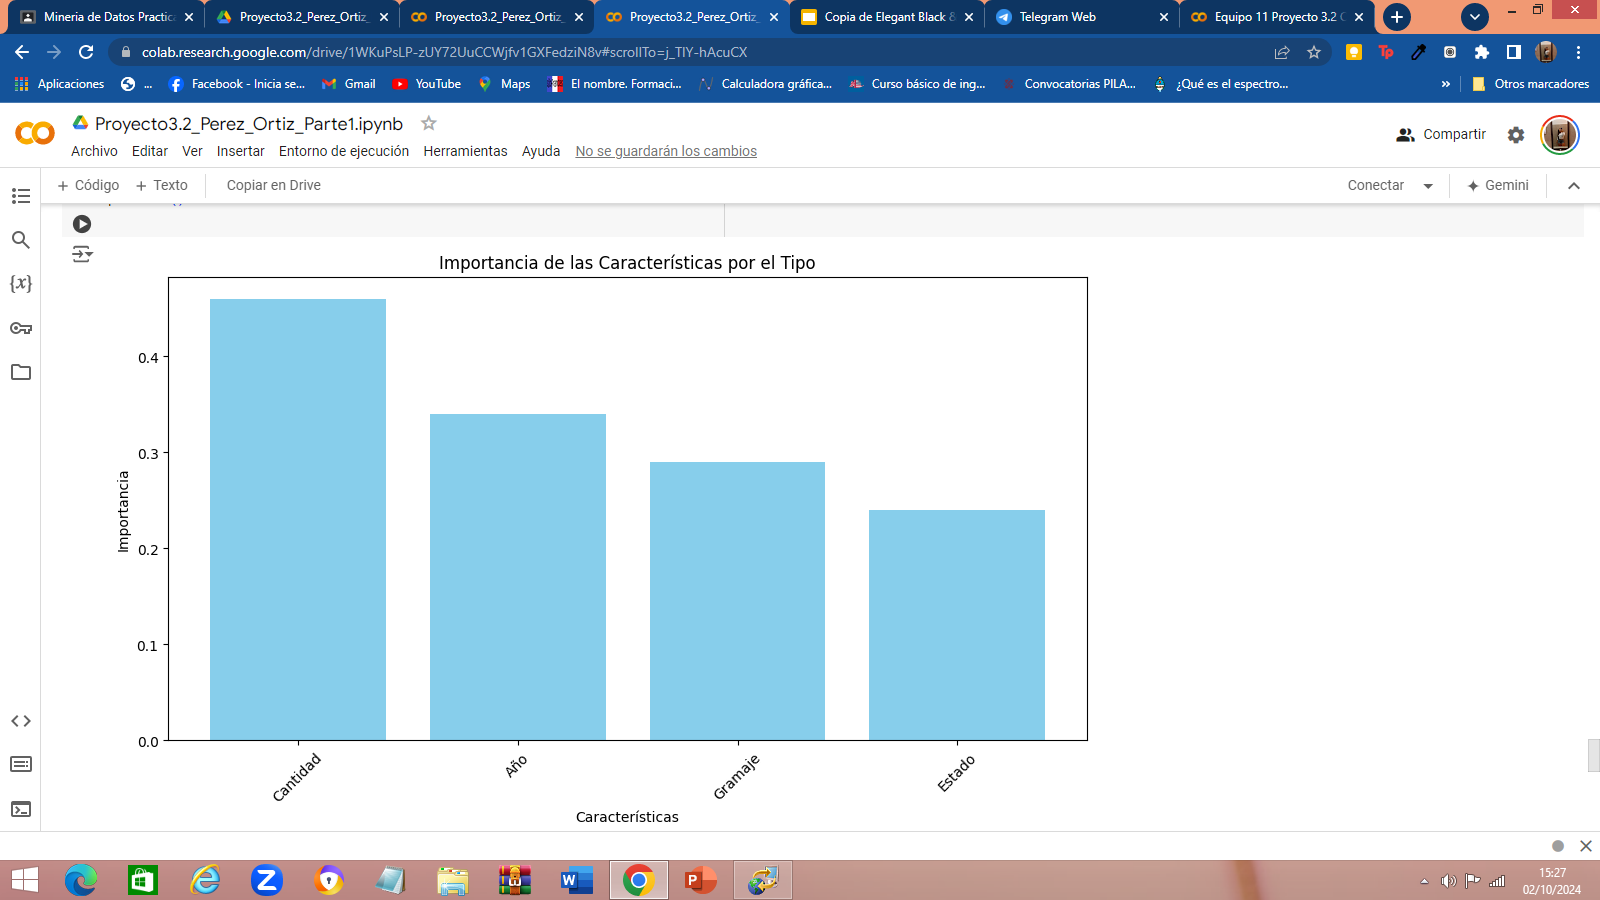 Mineria de Datos Practica
Proyecto3.2_Perez_Ortiz_
Proyecto3.2_Perez_Ortiz_
Proyecto3.2_Perez_Ortiz_
Copia de Elegant Black &
Telegram Web
Equipo 11 Proyecto 3.2 C
colab.research.google.com/drive/1WKuPsLP-zUY72UuCCWjfv1GXFedziN8v#scrollTo=j_TIY-hAcuCX
Aplicaciones
...
Facebook - Inicia se...
Gmail
YouTube
Maps
El nombre. Formaci...
Calculadora gráfica...
Curso básico de ing...
Convocatorias PILA...
¿Qué es el espectro...
»
Otros marcadores
Proyecto3.2_Perez_Ortiz_Parte1.ipynb
Compartir
Archivo Editar Ver Insertar Entorno de ejecución Herramientas Ayuda No se guardarán los cambios
+ Código + Texto Copiar en Drive
Conectar
Gemini
{x}
Importancia de las Características por el Tipo
Importancia
0.4
0.3
0.2
0.1
0.0
Cantidad
Año
Gramaje
Estado
Características
15:27
02/10/2024